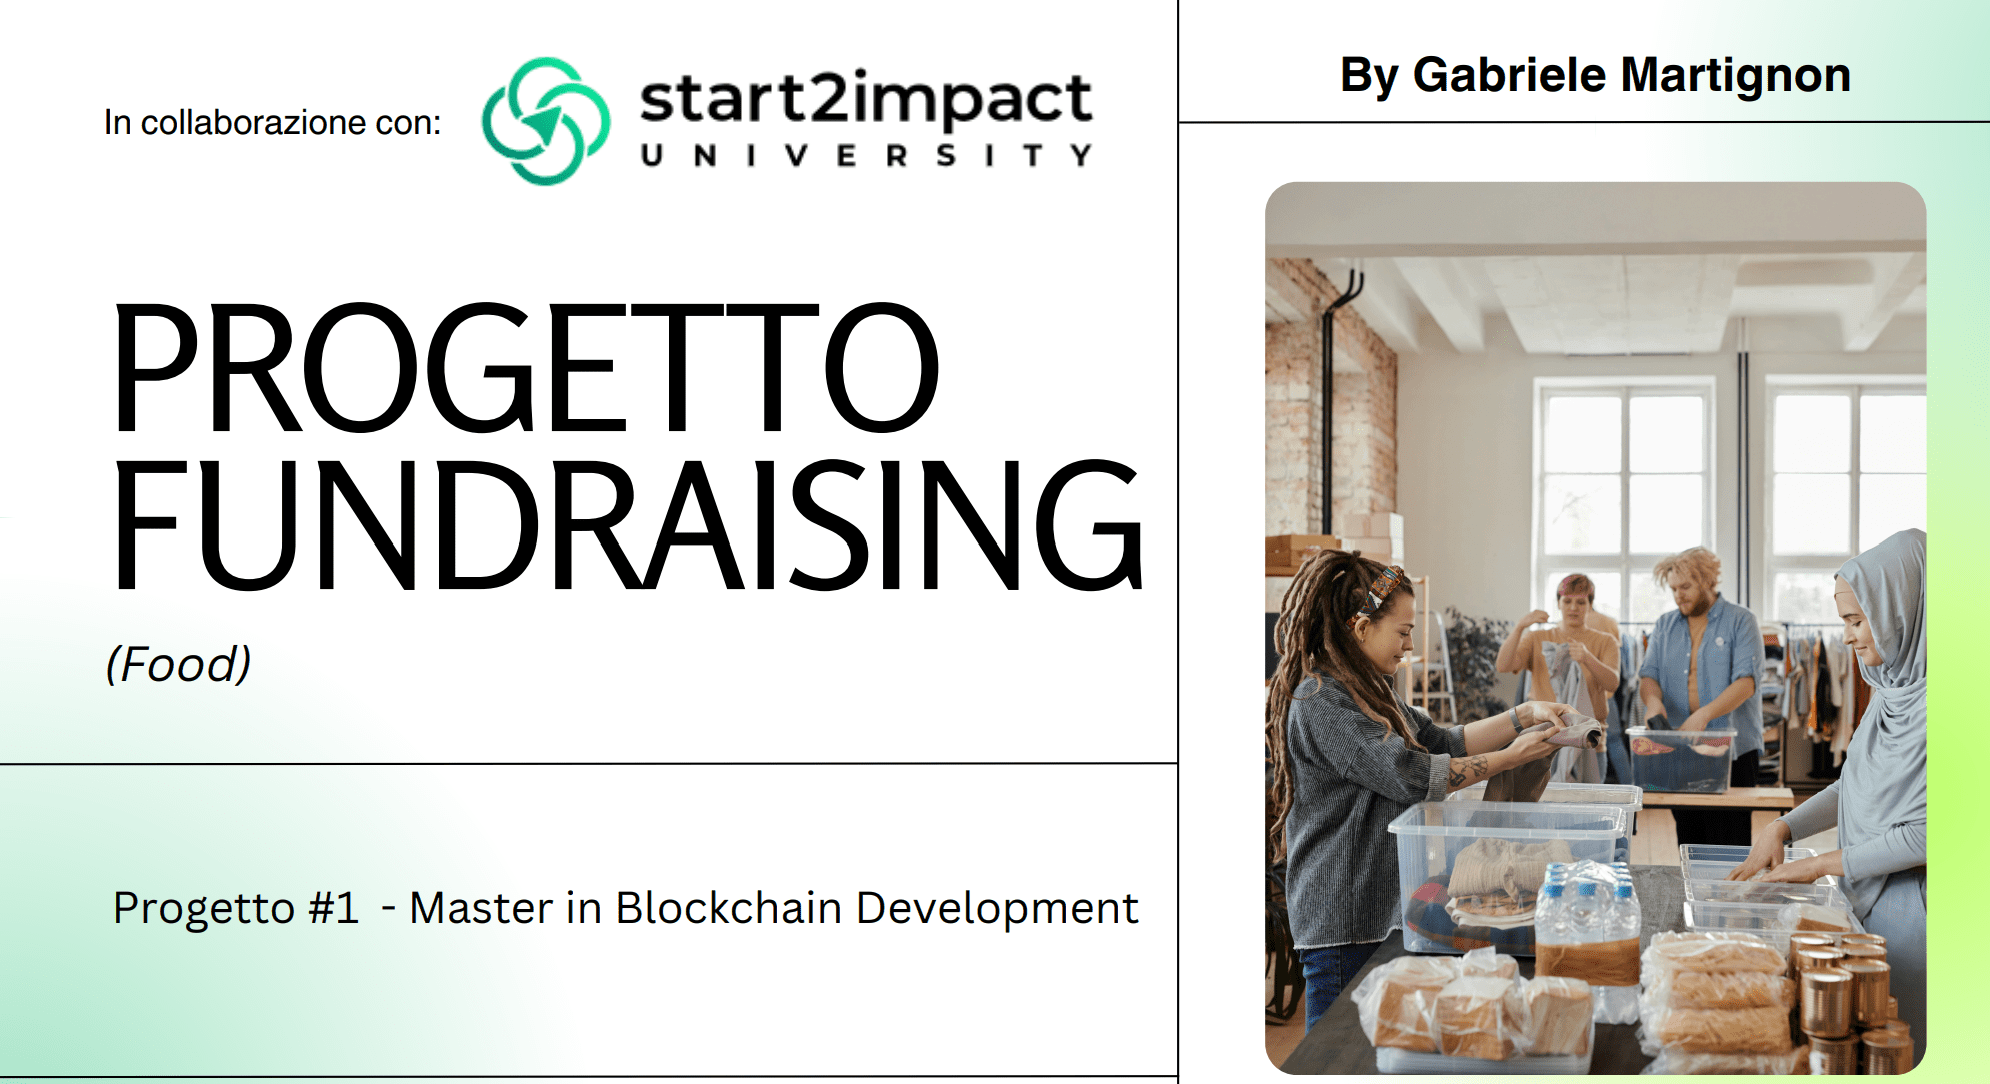 In collaborazione con:
start2impact
UNIVERSITY
By Gabriele Martignon
PROGETTO
FUNDRAISING
(Food)
Progetto #1 - Master in Blockchain Development